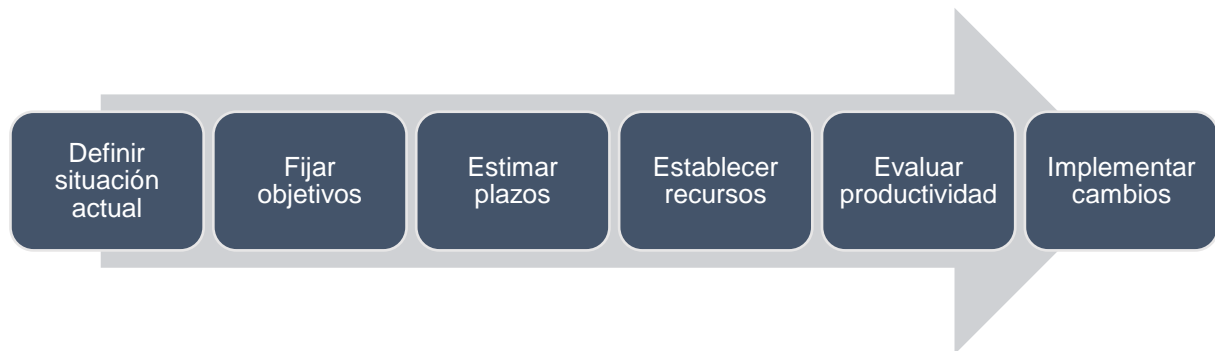 Definir
situación
actual
Fijar
objetivos
Estimar
plazos
Establecer
recursos
Evaluar
productividad
Implementar
cambios